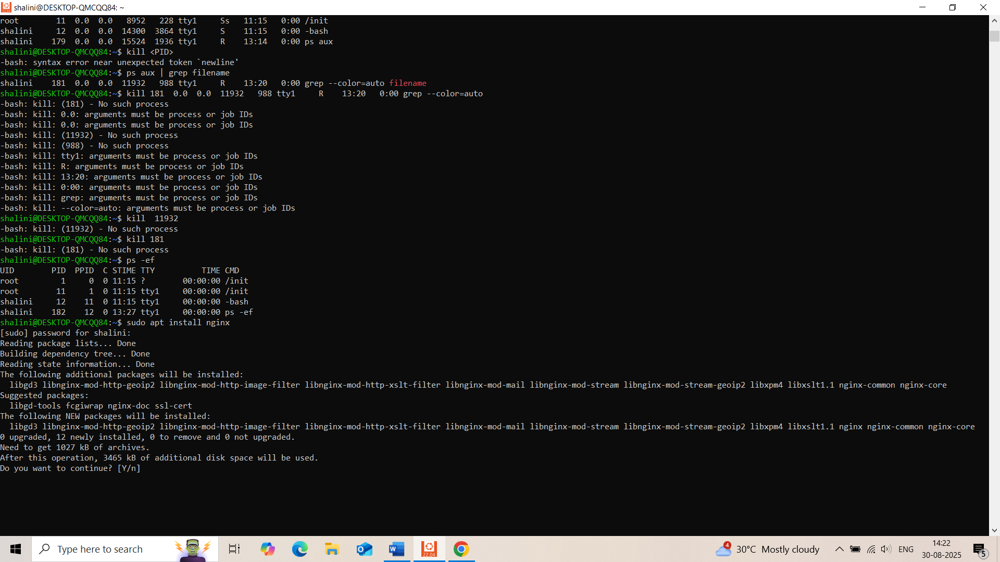 shalini@DESKTOP-QMCQQ84: ~
root        11  0.0  0.0   8952   228 tty1     Ss   11:15   0:00 /init
shalini     12  0.0  0.0  14300  3864 tty1     S    11:15   0:00 -bash
shalini    179  0.0  0.0  15524  1936 tty1     R    13:14   0:00 ps aux
shalini@DESKTOP-QMCQQ84:~$ kill <PID>
-bash: syntax error near unexpected token `newline'
shalini@DESKTOP-QMCQQ84:~$ ps aux | grep filename
shalini    181  0.0  0.0  11932   988 tty1     R    13:20   0:00 grep --color=auto filename
shalini@DESKTOP-QMCQQ84:~$ kill 181  0.0  0.0  11932   988 tty1     R    13:20   0:00 grep --color=auto
-bash: kill: (181) - No such process
-bash: kill: 0.0: arguments must be process or job IDs
-bash: kill: 0.0: arguments must be process or job IDs
-bash: kill: (11932) - No such process
-bash: kill: (988) - No such process
-bash: kill: tty1: arguments must be process or job IDs
-bash: kill: R: arguments must be process or job IDs
-bash: kill: 13:20: arguments must be process or job IDs
-bash: kill: 0:00: arguments must be process or job IDs
-bash: kill: grep: arguments must be process or job IDs
-bash: kill: --color=auto: arguments must be process or job IDs
shalini@DESKTOP-QMCQQ84:~$ kill  11932
-bash: kill: (11932) - No such process
shalini@DESKTOP-QMCQQ84:~$ kill 181
-bash: kill: (181) - No such process
shalini@DESKTOP-QMCQQ84:~$ ps -ef
UID        PID  PPID  C STIME TTY          TIME CMD
root         1     0  0 11:15 ?        00:00:00 /init
root        11     1  0 11:15 tty1     00:00:00 /init
shalini     12    11  0 11:15 tty1     00:00:00 -bash
shalini    182    12  0 13:27 tty1     00:00:00 ps -ef
shalini@DESKTOP-QMCQQ84:~$ sudo apt install nginx
[sudo] password for shalini:
Reading package lists... Done
Building dependency tree... Done
Reading state information... Done
The following additional packages will be installed:
  libgd3 libnginx-mod-http-geoip2 libnginx-mod-http-image-filter libnginx-mod-http-xslt-filter libnginx-mod-mail libnginx-mod-stream libnginx-mod-stream-geoip2 libxpm4 libxslt1.1 nginx-common nginx-core
Suggested packages:
  libgd-tools fcgiwrap nginx-doc ssl-cert
The following NEW packages will be installed:
  libgd3 libnginx-mod-http-geoip2 libnginx-mod-http-image-filter libnginx-mod-http-xslt-filter libnginx-mod-mail libnginx-mod-stream libnginx-mod-stream-geoip2 libxpm4 libxslt1.1 nginx nginx-common nginx-core
0 upgraded, 12 newly installed, 0 to remove and 0 not upgraded.
Need to get 1027 kB of archives.
After this operation, 3465 kB of additional disk space will be used.
Do you want to continue? [Y/n]
Type here to search
22.04
4
30°C Mostly cloudy
ENG
14:22
30-08-2025
5